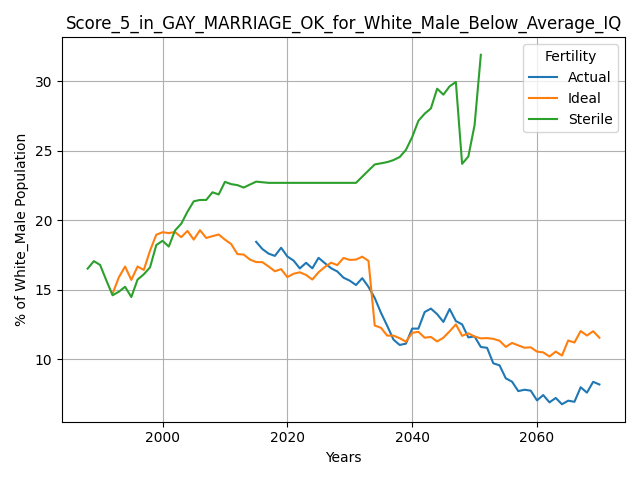 Score_5_in_GAY_MARRIAGE_OK_for_White_Male_Below_Average_IQ
Fertility
Actual
Ideal
Sterile
% of White_Male Population
30
25
20
15
10
2000
2020
2040
2060
Years